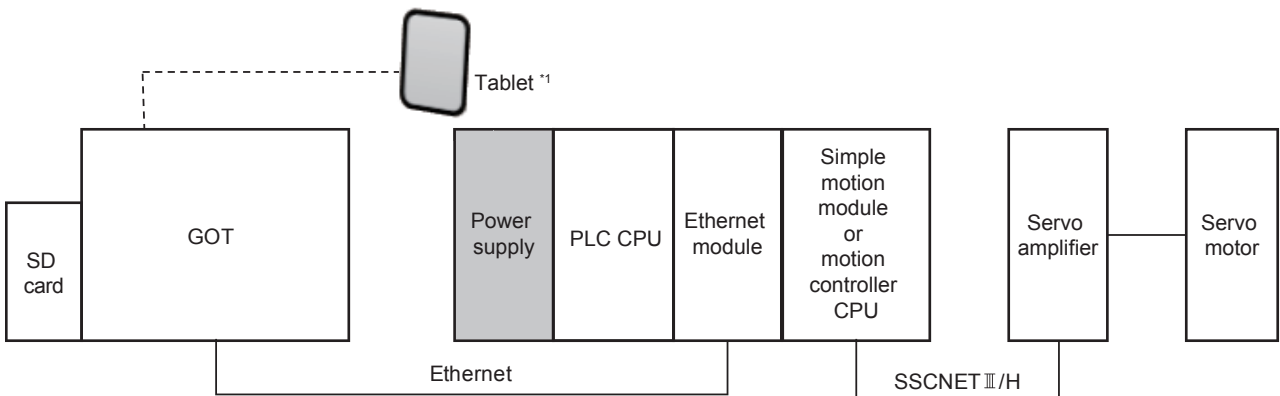 Tablet *1
SD
card
GOT
Power
supply
PLC CPU
Ethernet
module
Simple
motion
module
or
motion
controller
CPU
Servo
amplifier
Servo
motor
Ethernet
SSCNETⅢ/H